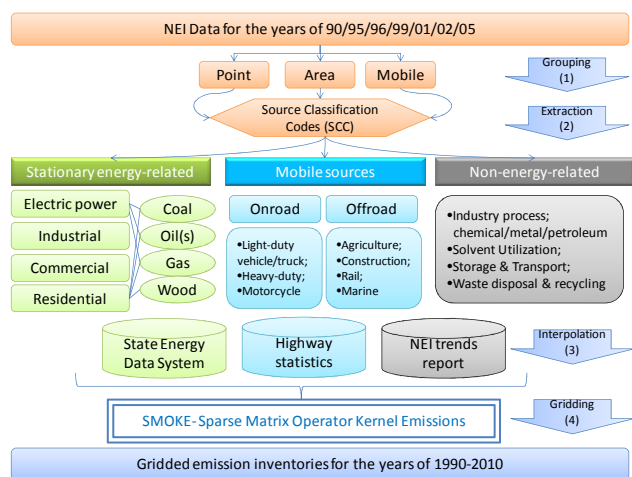 NEI Data for the years of 90/95/96/99/01/02/05
Point
Area
Mobile
Grouping
(1)
Source Classification
Codes (SCC)
Extraction
(2)
Stationary energy-related
Mobile sources
Non-energy-related
Electric power
Industrial
Commercial
Residential
Coal
Oil(s)
Gas
Wood
Onroad
•Light-duty
vehicle/truck;
•Heavy-duty;
•Motorcycle
Offroad
•Agriculture;
•Construction;
•Rail;
•Marine
•Industry process;
chemical/metal/petroleum
•Solvent Utilization;
•Storage & Transport;
•Waste disposal & recycling
State Energy
Data System
Highway
statistics
NEI trends
report
Interpolation
(3)
SMOKE- Sparse Matrix Operator Kernel Emissions
Gridding
(4)
Gridded emission inventories for the years of 1990-2010